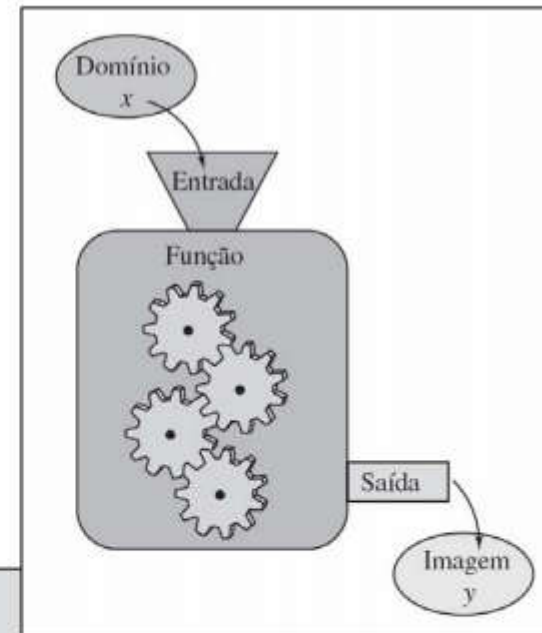 Domínio
x
Entrada
Função
Saída
Imagem
y